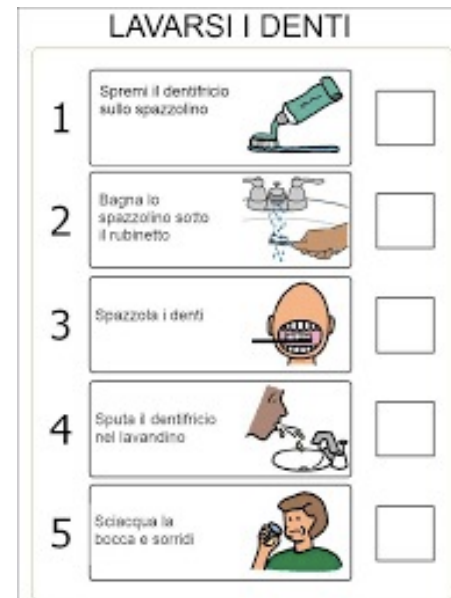 LAVARSI I DENTI
1
Spremi il dentifricio
sullo spazzolino
2
Bagna lo
spazzolino sotto
il rubinetto
3
Spazzola i denti
4
Sputa il dentifricio
nel lavandino
5
Sciacqua la
bocca e sorridi